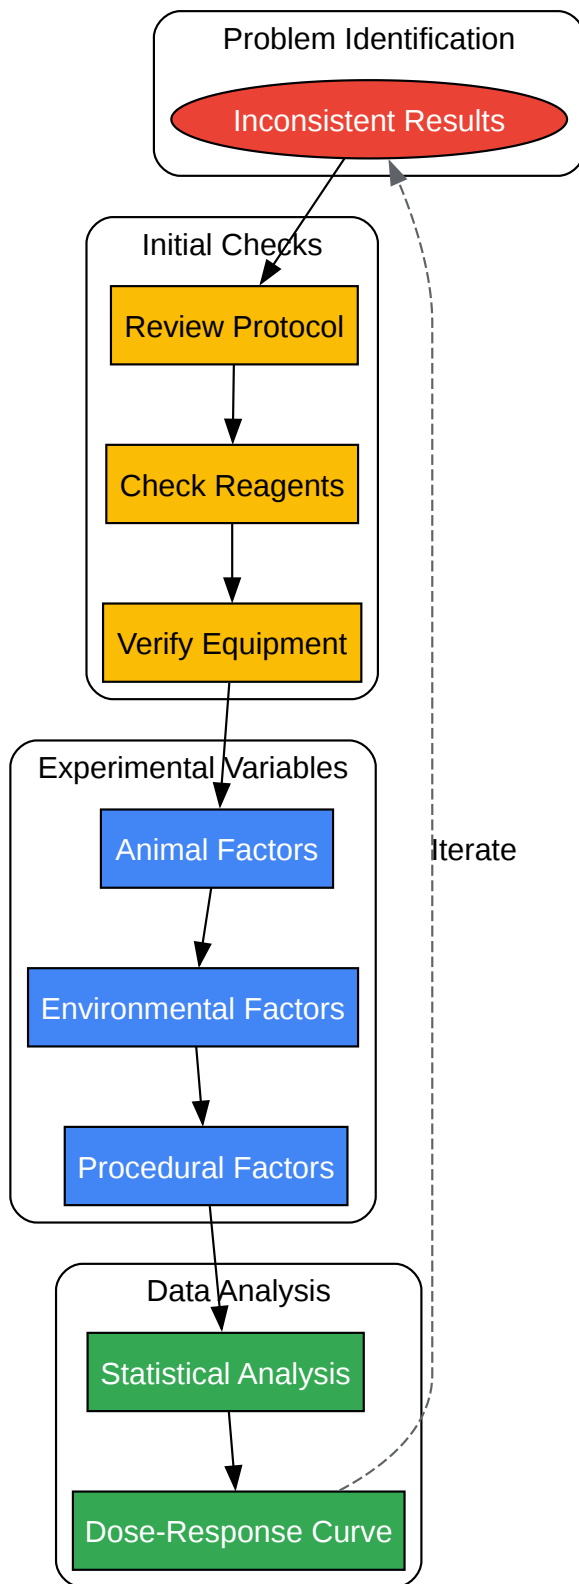 Problem Identification
Inconsistent Results
Initial Checks
Review Protocol
Check Reagents
Verify Equipment
Experimental Variables
Animal Factors
Iterate
Environmental Factors
Procedural Factors
Data Analysis
Statistical Analysis
Dose-Response Curve